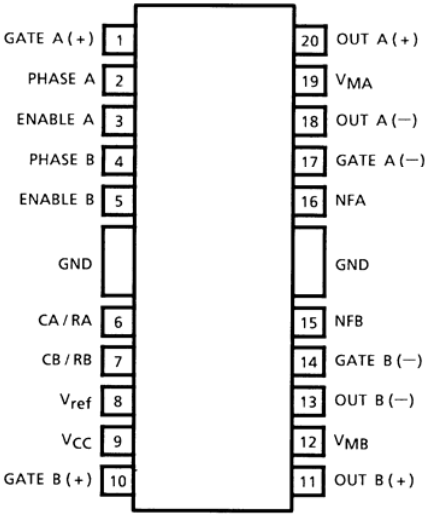 GATE A (+) 1 20 OUT A (+)
PHASE A 2 19 VMA
ENABLE A 3 18 OUT A (−)
PHASE B 4 17 GATE A (−)
ENABLE B 5 16 NFA
GND GND
CA / RA 6 15 NFB
CB / RB 7 14 GATE B (−)
Vref 8 13 OUT B (−)
VCC 9 12 VMB
GATE B (+) 10 11 OUT B (+)